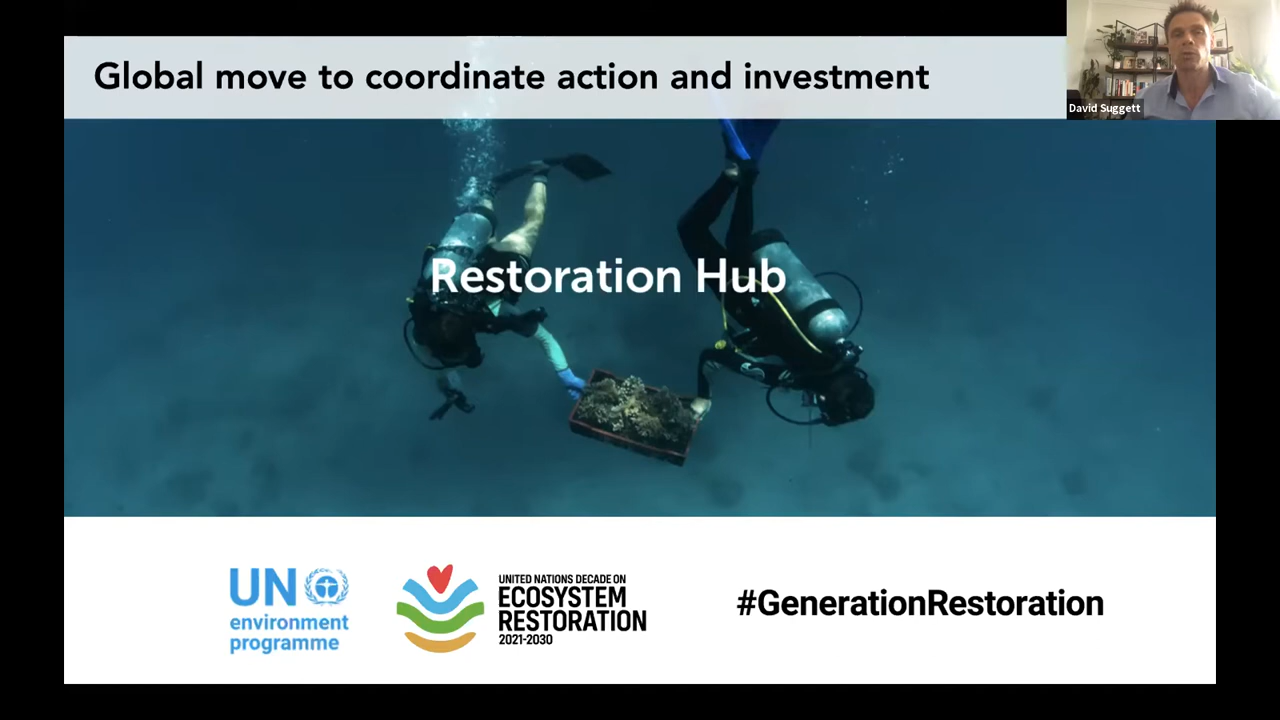 Global move to coordinate action and investment
David Suggett
Restoration Hub
UN
environment
programme
UNITED NATIONS DECADE ON
ECOSYSTEM
RESTORATION
2021-2030
#GenerationRestoration